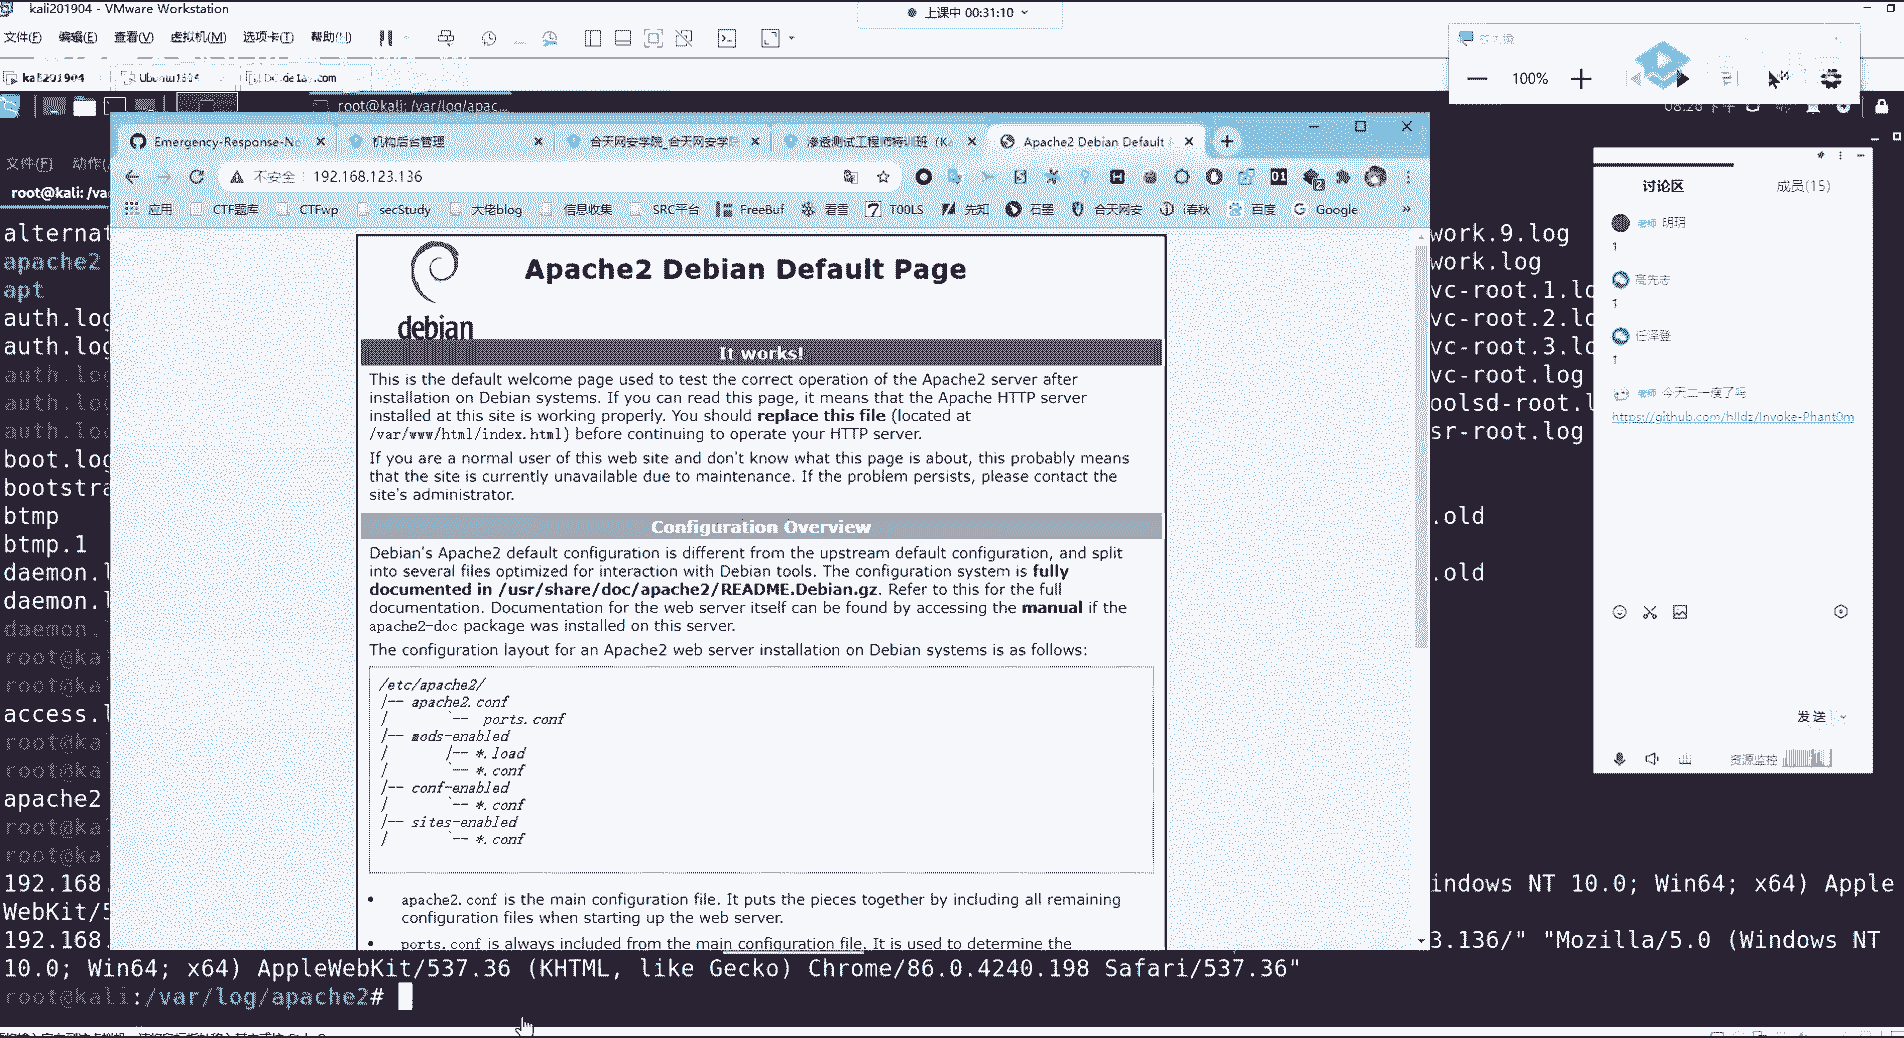 kali201904 - VMware Workstation
上课中 00:31:10
文件(F) 编辑(E) 查看(V) 虚拟机(M) 选项卡(T) 帮助(H)
kali201904
100%
root@kali: /var/log/apac...
Emergency-Response-No
机构后台管理
合天网安学院_合天网安学院
渗透测试工程师特训班 (Ka
Apache2 Debian Default
不安全 192.168.123.136
应用 CTF题库 CTFwp secStudy 大佬blog 信息收集 SRC平台 FreeBuf 看雪 T00LS 先知 石墨 合天网安 i春秋 百度 Google »
文件(F) 动作(
root@kali: /va
alternat
apache2
apt
auth.log
auth.log
auth.log
auth.log
auth.log
boot.log
bootstra
btmp
btmp.1
daemon.l
daemon.l
daemon.
root@ka
root@ka
access.l
root@ka
root@ka
apache2
root@ka
root@ka
192.168.
WebKit/5
192.168.
Apache2 Debian Default Page
debian
It works!
This is the default welcome page used to test the correct operation of the Apache2 server after
installation on Debian systems. If you can read this page, it means that the Apache HTTP server
installed at this site is working properly. You should replace this file (located at
/var/www/html/index.html) before continuing to operate your HTTP server.
If you are a normal user of this web site and don't know what this page is about, this probably means
that the site is currently unavailable due to maintenance. If the problem persists, please contact the
site's administrator.
Configuration Overview
Debian's Apache2 default configuration is different from the upstream default configuration, and split
into several files optimized for interaction with Debian tools. The configuration system is fully
documented in /usr/share/doc/apache2/README.Debian.gz. Refer to this for the full
documentation. Documentation for the web server itself can be found by accessing the manual if the
apache2-doc package was installed on this server.
The configuration layout for an Apache2 web server installation on Debian systems is as follows:
/etc/apache2/
|-- apache2.conf
|       `--  ports.conf
|-- mods-enabled
|       |-- *.load
|       `-- *.conf
|-- conf-enabled
|       `-- *.conf
|-- sites-enabled
|       `-- *.conf
• apache2.conf is the main configuration file. It puts the pieces together by including all remaining
configuration files when starting up the web server.
• ports.conf is always included from the main configuration file. It is used to determine the
work.9.log
work.log
vc-root.1.lo
vc-root.2.lo
vc-root.3.lo
vc-root.log
oolsd-root.l
sr-root.log
.old
.old
indows NT 10.0; Win64; x64) Apple
3.136/" "Mozilla/5.0 (Windows NT
10.0; Win64; x64) AppleWebKit/537.36 (KHTML, like Gecko) Chrome/86.0.4240.198 Safari/537.36"
root@kali:/var/log/apache2#
讨论区 成员(15)
老师 明玥
1
高先志
1
任泽登
1
老师 今天二一瘦了吗
https://github.com/hlldz/Invoke-Phant0m
发送
资源监控